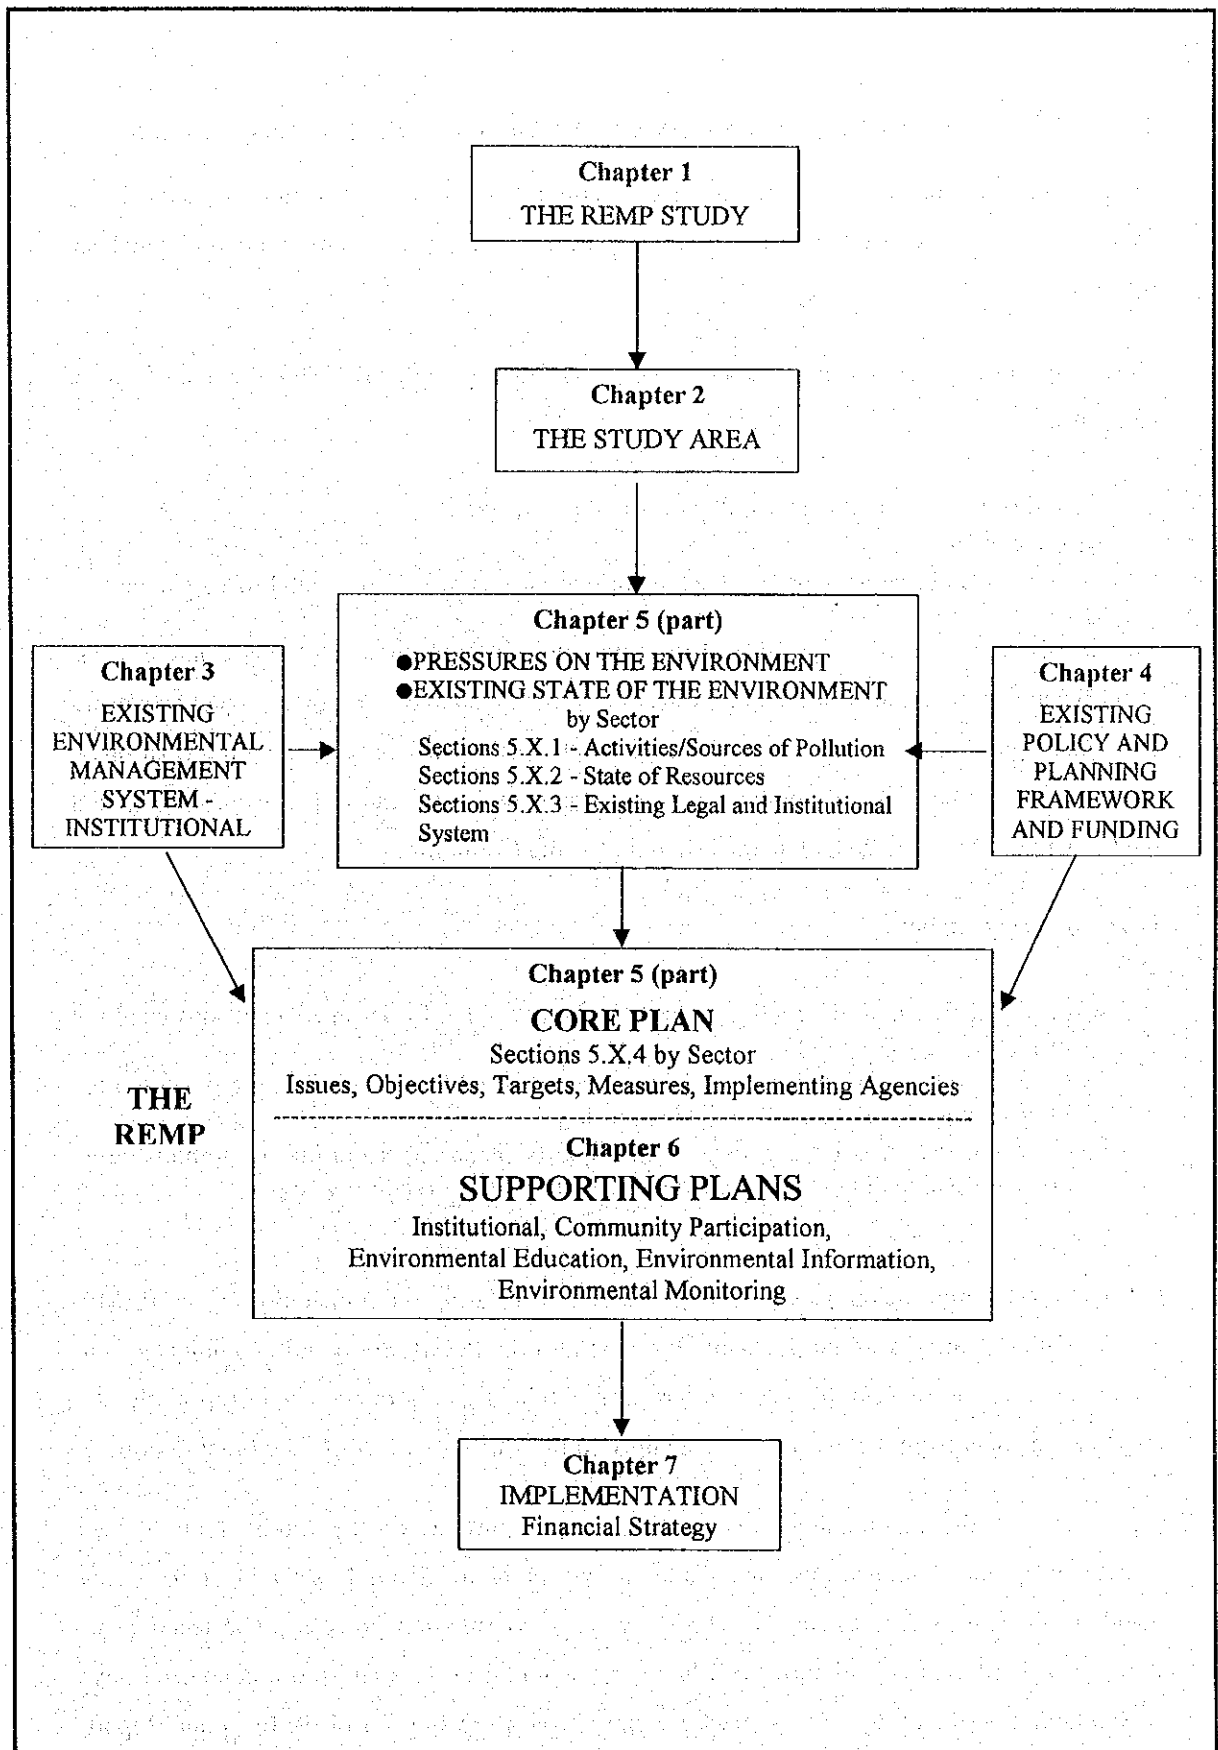 Chapter 1
THE REMP STUDY
Chapter 2
THE STUDY AREA
Chapter 5 (part)
●PRESSURES ON THE ENVIRONMENT
●EXISTING STATE OF THE ENVIRONMENT
by Sector
Sections 5.X.1 - Activities/Sources of Pollution
Sections 5.X.2 - State of Resources
Sections 5.X.3 - Existing Legal and Institutional
System
Chapter 3
EXISTING
ENVIRONMENTAL
MANAGEMENT
SYSTEM -
INSTITUTIONAL
Chapter 4
EXISTING
POLICY AND
PLANNING
FRAMEWORK
AND FUNDING
THE
REMP
Chapter 5 (part)
CORE PLAN
Sections 5.X.4 by Sector
Issues, Objectives, Targets, Measures, Implementing Agencies
Chapter 6
SUPPORTING PLANS
Institutional, Community Participation,
Environmental Education, Environmental Information,
Environmental Monitoring
Chapter 7
IMPLEMENTATION
Financial Strategy